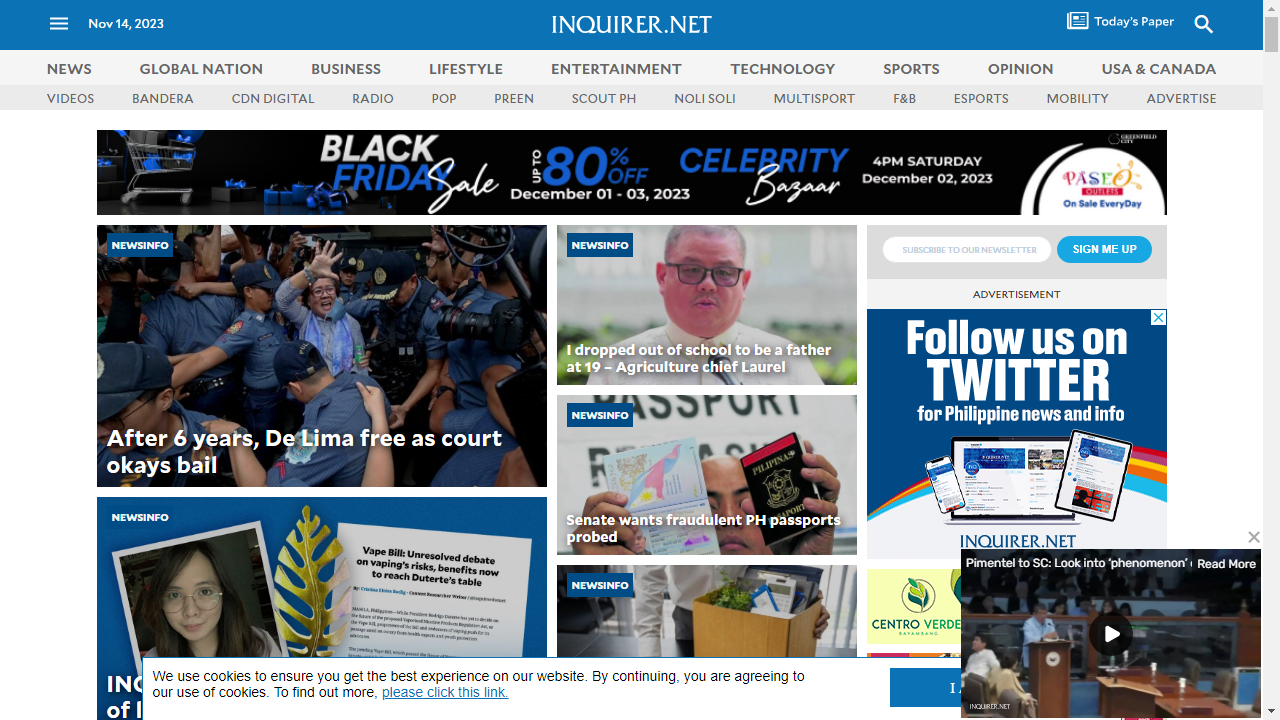 Nov 14, 2023
INQUIRER.NET
Today's Paper
NEWS GLOBAL NATION BUSINESS LIFESTYLE ENTERTAINMENT TECHNOLOGY SPORTS OPINION USA & CANADA
VIDEOS BANDERA CDN DIGITAL RADIO POP PREEN SCOUT PH NOLI SOLI MULTISPORT F&B ESPORTS MOBILITY ADVERTISE
BLACK FRIDAY Sale
UP TO 80% OFF
December 01 - 03, 2023
CELEBRITY Bazaar
4PM SATURDAY
December 02, 2023
GREENFIELD CITY
PASEO
OUTLETS
On Sale EveryDay
NEWSINFO
After 6 years, De Lima free as court
okays bail
NEWSINFO
I dropped out of school to be a father
at 19 – Agriculture chief Laurel
SUBSCRIBE TO OUR NEWSLETTER
SIGN ME UP
ADVERTISEMENT
Follow us on
TWITTER
for Philippine news and info
INQUIRER.NET
NEWSINFO
PASSPORT
PILIPINAS
Senate wants fraudulent PH passports
probed
NEWSINFO
Vape Bill: Unresolved debate
on vaping's risks, benefits now
to reach Duterte's table
NEWSINFO
CENTRO VERDE
BAYAMBANG
Pimentel to SC: Look into 'phenomenon'
Read More
INQUIRER.NET
INQ
of l
We use cookies to ensure you get the best experience on our website. By continuing, you are agreeing to
our use of cookies. To find out more, please click this link.
I